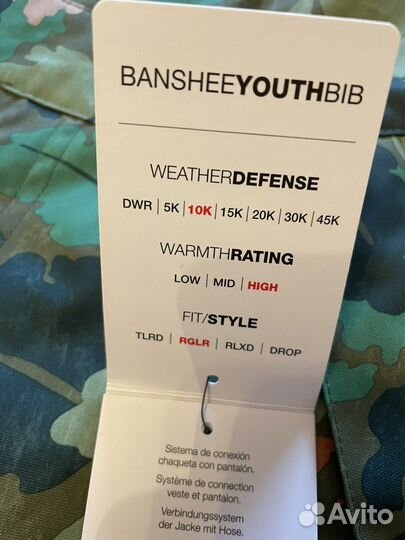 BANSHEEYOUTHBIB
WEATHERDEFENSE
DWR | 5K | 10K | 15K | 20K | 30K | 45K
WARMTHRATING
LOW | MID | HIGH
FIT/STYLE
TLRD | RGLR | RLXD | DROP
Sistema de conexión
chaqueta con pantalón.
Système de connection
veste et pantalon.
Verbindungssystem
der Jacke mit Hose.
Avito